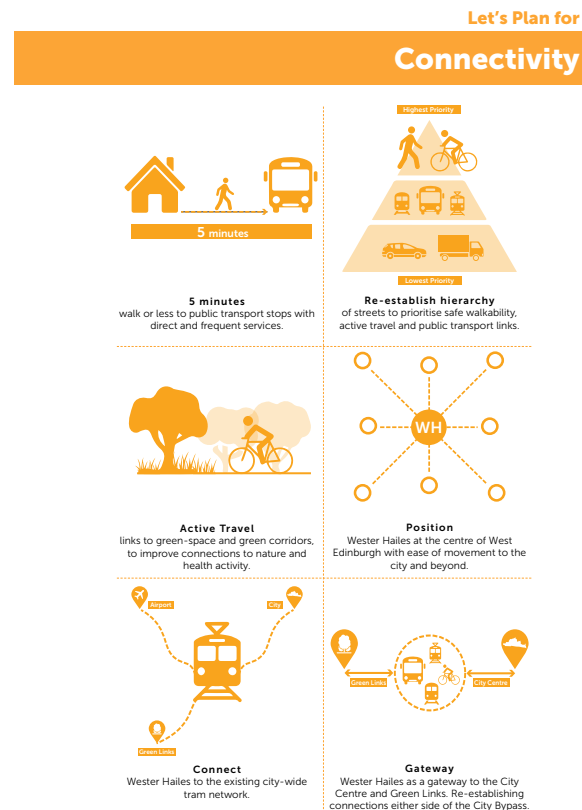 Let's Plan for
Connectivity
5 minutes
5 minutes
walk or less to public transport stops with
direct and frequent services.
Highest Priority
Lowest Priority
Re-establish hierarchy
of streets to prioritise safe walkability,
active travel and public transport links.
Active Travel
links to green-space and green corridors,
to improve connections to nature and
health activity.
WH
Position
Wester Hailes at the centre of West
Edinburgh with ease of movement to the
city and beyond.
Airport
City
Green Links
Connect
Wester Hailes to the existing city-wide
tram network.
Green Links
City Centre
Gateway
Wester Hailes as a gateway to the City
Centre and Green Links. Re-establishing
connections either side of the City Bypass.